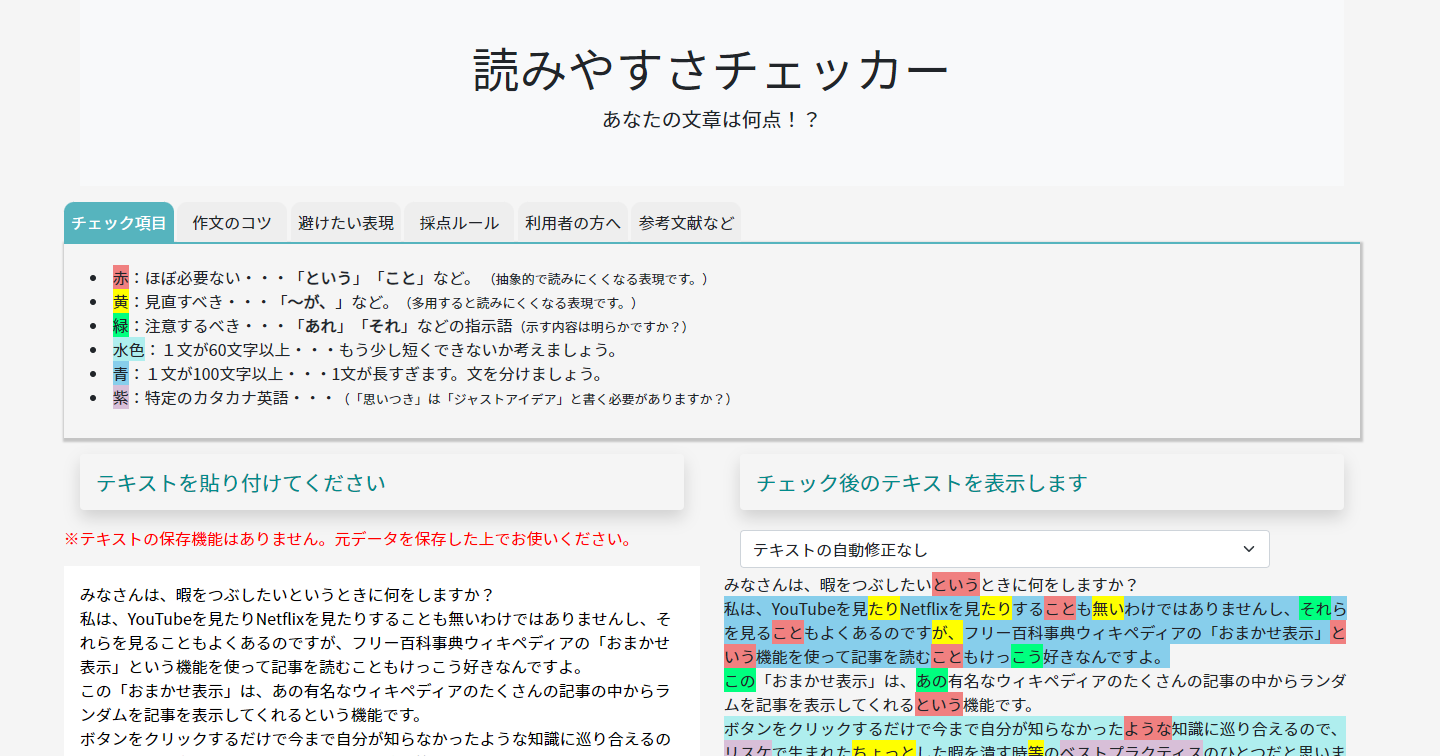 読みやすさチェッカー
あなたの文章は何点！？
チェック項目 作文のコツ 避けたい表現 採点ルール 利用者の方へ 参考文献など
赤：ほぼ必要ない・・・「という」「こと」など。（抽象的で読みにくくなる表現です。）
黄：見直すべき・・・「～が、」など。（多用すると読みにくくなる表現です。）
緑：注意するべき・・・「あれ」「それ」などの指示語（示す内容は明らかですか？）
水色：１文が60文字以上・・・もう少し短くできないか考えましょう。
青：１文が100文字以上・・・1文が長すぎます。文を分けましょう。
紫：特定のカタカナ英語・・・（「思いつき」は「ジャストアイデア」と書く必要がありますか？）
テキストを貼り付けてください
※テキストの保存機能はありません。元データを保存した上でお使いください。
みなさんは、暇をつぶしたいというときに何をしますか？
私は、YouTubeを見たりNetflixを見たりすることも無いわけではありませんし、そ
れらを見ることもよくあるのですが、フリー百科事典ウィキペディアの「おまかせ
表示」という機能を使って記事を読むこともけっこう好きなんですよ。
この「おまかせ表示」は、あの有名なウィキペディアのたくさんの記事の中からラ
ンダムを記事を表示してくれるという機能です。
ボタンをクリックするだけで今まで自分が知らなかったような知識に巡り合えるの
チェック後のテキストを表示します
テキストの自動修正なし
みなさんは、暇をつぶしたいというときに何をしますか？
私は、YouTubeを見たりNetflixを見たりすることも無いわけではありませんし、それら
を見ることもよくあるのですが、フリー百科事典ウィキペディアの「おまかせ表示」と
いう機能を使って記事を読むこともけっこう好きなんですよ。
この「おまかせ表示」は、あの有名なウィキペディアのたくさんの記事の中からランダ
ムを記事を表示してくれるという機能です。
ボタンをクリックするだけで今まで自分が知らなかったような知識に巡り合えるので、
リスケで生まれたちょっとした暇を潰す時等のベストプラクティスのひとつだと思いま